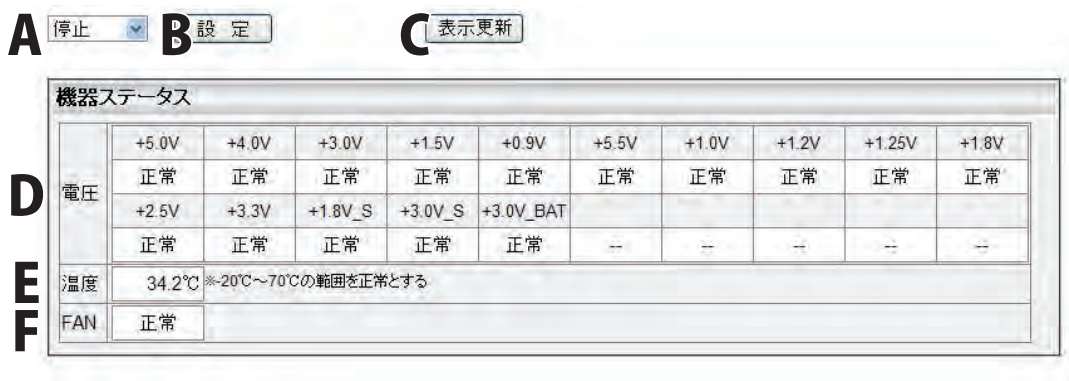 A 停止 B 設 定 C 表示更新
機器ステータス
+5.0V +4.0V +3.0V +1.5V +0.9V +5.5V +1.0V +1.2V +1.25V +1.8V
正常 正常 正常 正常 正常 正常 正常 正常 正常 正常
D 電圧
+2.5V +3.3V +1.8V_S +3.0V_S +3.0V_BAT
正常 正常 正常 正常 正常 -- -- -- -- --
E 温度 34.2℃ ※-20℃～70℃の範囲を正常とする
F FAN 正常